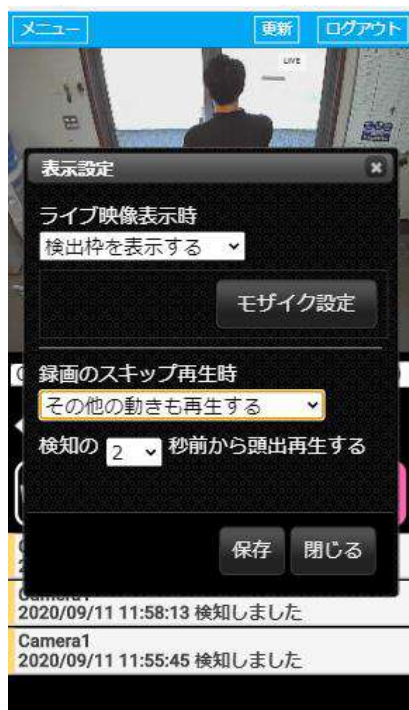 メニュー
更新
ログアウト
LIVE
表示設定
ライブ映像表示時
検出枠を表示する
モザイク設定
録画のスキップ再生時
その他の動きも再生する
検知の 2 秒前から頭出再生する
保存 閉じる
Camera1
2020/09/11 11:58:13 検知しました
Camera1
2020/09/11 11:55:45 検知しました